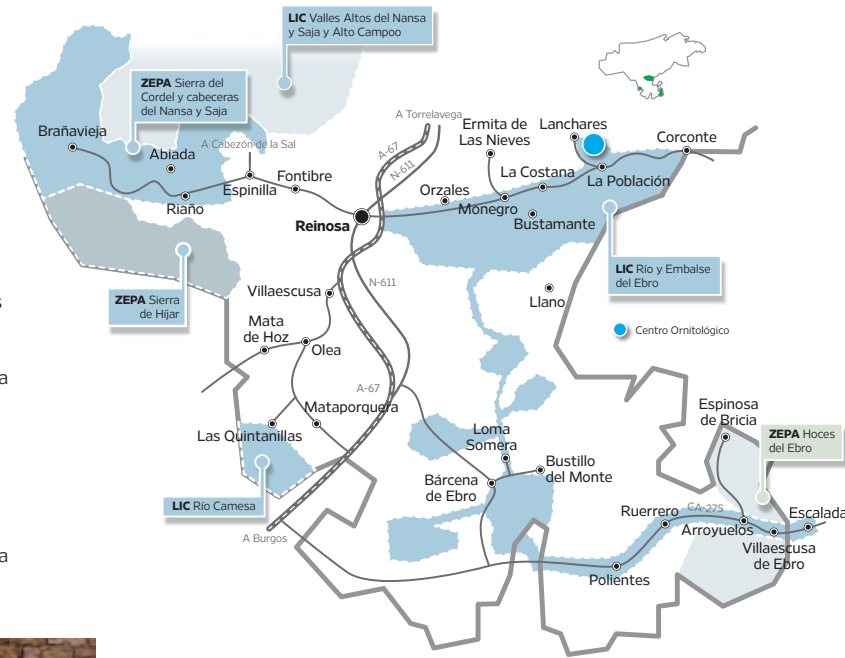 LIC Valles Altos del Nansa
y Saja y Alto Campoo
ZEPA Sierra del
Cordel y cabeceras
del Nansa y Saja
A Torrelavega
A-67
N-611
Brañavieja
Abiada
A Cabezón de la Sal
Espinilla
Fontibre
Riaño
Reinosa
Ermita de
Las Nieves
Lanchares
Corconte
La Costana
La Población
Orzales
Monegro
Bustamante
LIC Río y Embalse
del Ebro
ZEPA Sierra
de Híjar
Villaescusa
N-611
Llano
Centro Ornitológico
s
Mata
de Hoz
Olea
a
A-67
Mataporquera
Las Quintanillas
Loma
Somera
Espinosa
de Bricia
ZEPA Hoces
del Ebro
LIC Río Camesa
Bárcena
de Ebro
Bustillo
del Monte
A Burgos
Ruerrero
CA-275
Arroyuelos
Escalada
Villaescusa
de Ebro
a
Polientes